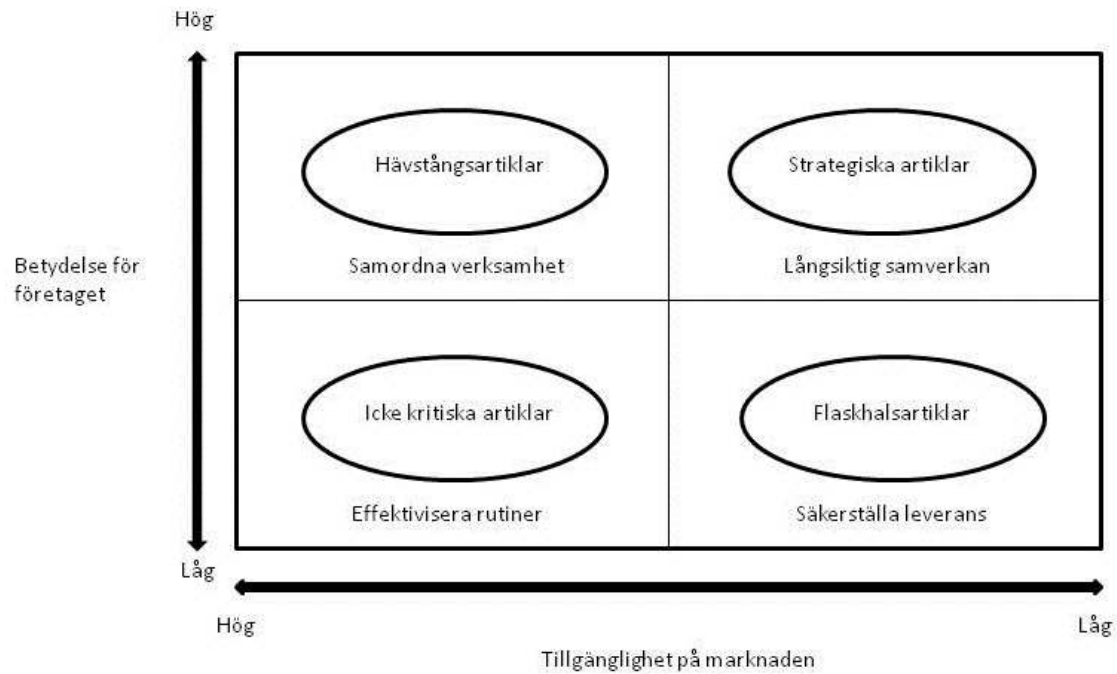 Hög
Hävstångsartiklar
Strategiska artiklar
Betydelse för
företaget
Samordna verksamhet
Långsiktig samverkan
Icke kritiska artiklar
Flaskhalsartiklar
Effektivisera rutiner
Säkerställa leverans
Låg
Hög
Låg
Tillgänglighet på marknaden